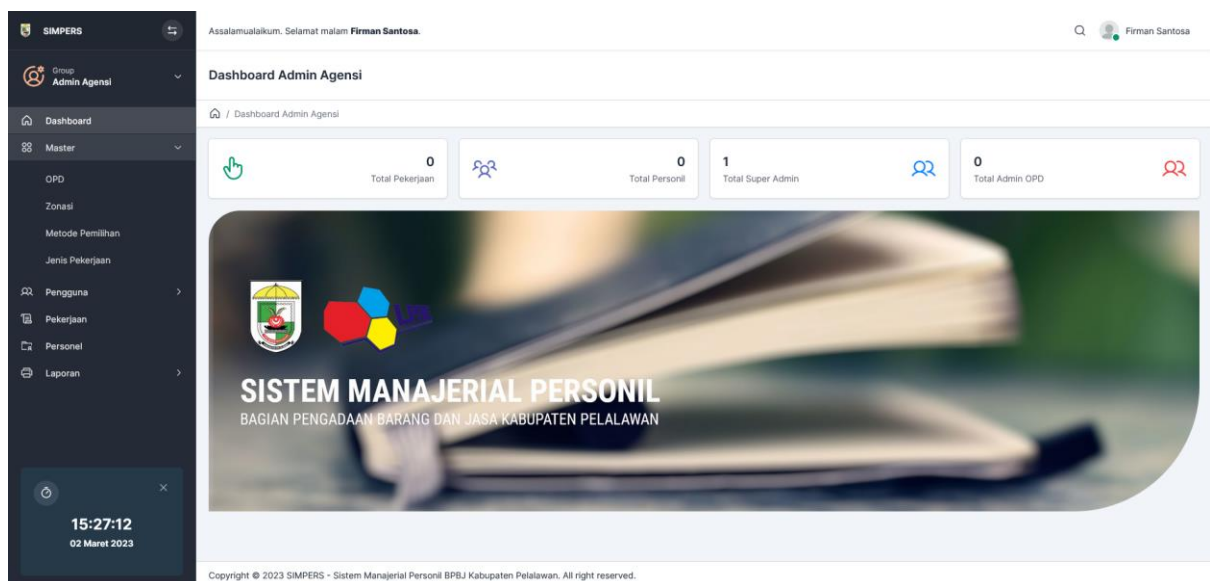 SIMPERS
Group
Admin Agensi
Dashboard
Master
OPD
Zonasi
Metode Pemilihan
Jenis Pekerjaan
Pengguna
Pekerjaan
Personel
Laporan
15:27:12
02 Maret 2023
Assalamualaikum. Selamat malam Firman Santosa.
Firman Santosa
Dashboard Admin Agensi
/ Dashboard Admin Agensi
0
Total Pekerjaan
0
Total Personil
1
Total Super Admin
0
Total Admin OPD
SISTEM MANAJERIAL PERSONIL
BAGIAN PENGADAAN BARANG DAN JASA KABUPATEN PELALAWAN
Copyright © 2023 SIMPERS - Sistem Manajerial Personil BPBJ Kabupaten Pelalawan. All right reserved.